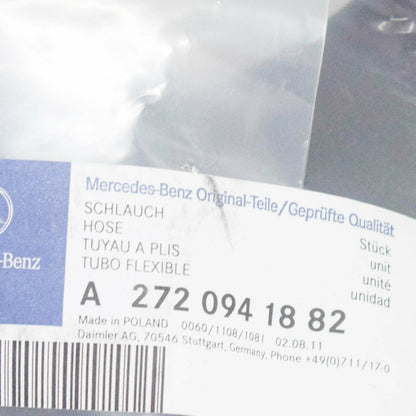 Mercedes-Benz Original-Teile/Geprüfte Qualität
SCHLAUCH
HOSE
TUYAU A PLIS
TUBO FLEXIBLE
Stück
unit
unité
unidad
-Benz
A 272 094 18 82
Made in POLAND 0060/1108/1081 02.08.11
Daimler AG, 70546 Stuttgart, Germany, Phone +49(0)711/17-0